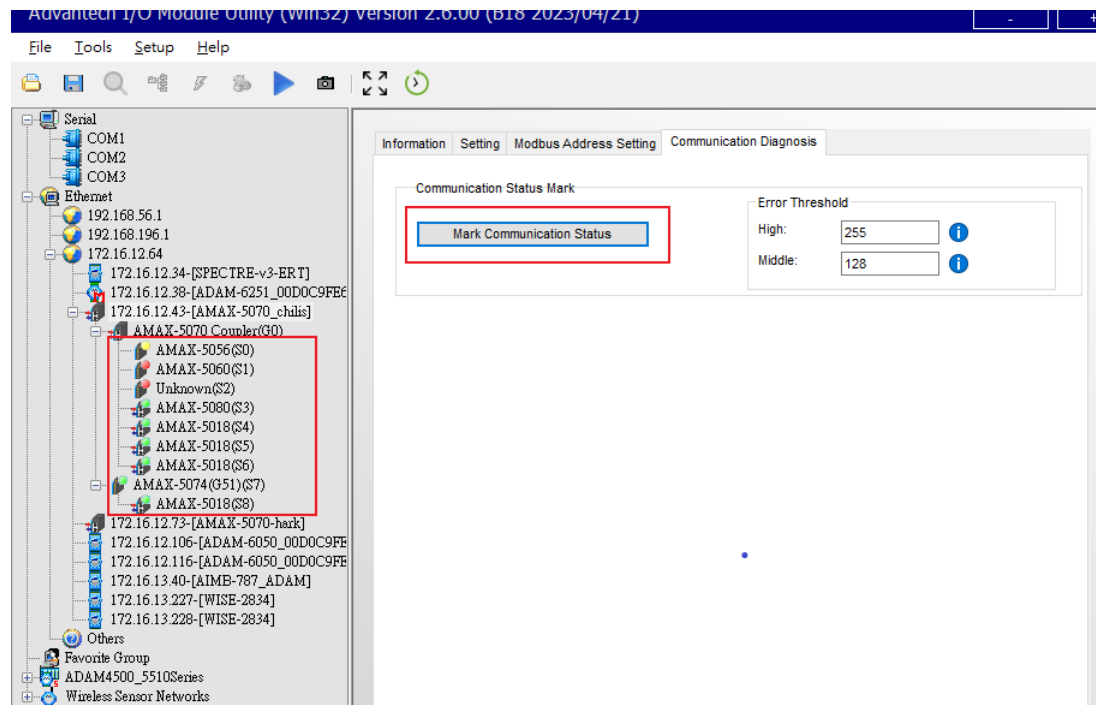 Advantech I/O Module Utility (Win32) Version 2.6.00 (B18 2023/04/21)
File Tools Setup Help
Serial
COM1
COM2
COM3
Ethernet
192.168.56.1
192.168.196.1
172.16.12.64
172.16.12.34-[SPECTRE-v3-ERT]
172.16.12.38-[ADAM-6251_00D0C9FE6
172.16.12.43-[AMAX-5070_chilis]
AMAX-5070 Coupler(G0)
AMAX-5056(S0)
AMAX-5060(S1)
Unknown(S2)
AMAX-5080(S3)
AMAX-5018(S4)
AMAX-5018(S5)
AMAX-5018(S6)
AMAX-5074(G51)(S7)
AMAX-5018(S8)
172.16.12.73-[AMAX-5070-hark]
172.16.12.106-[ADAM-6050_00D0C9FE
172.16.12.116-[ADAM-6050_00D0C9FE
172.16.13.40-[AIMB-787_ADAM]
172.16.13.227-[WISE-2834]
172.16.13.228-[WISE-2834]
Others
Favorite Group
ADAM4500_5510Series
Wireless Sensor Networks
Information Setting Modbus Address Setting Communication Diagnosis
Communication Status Mark
Mark Communication Status
Error Threshold
High: 255
Middle: 128